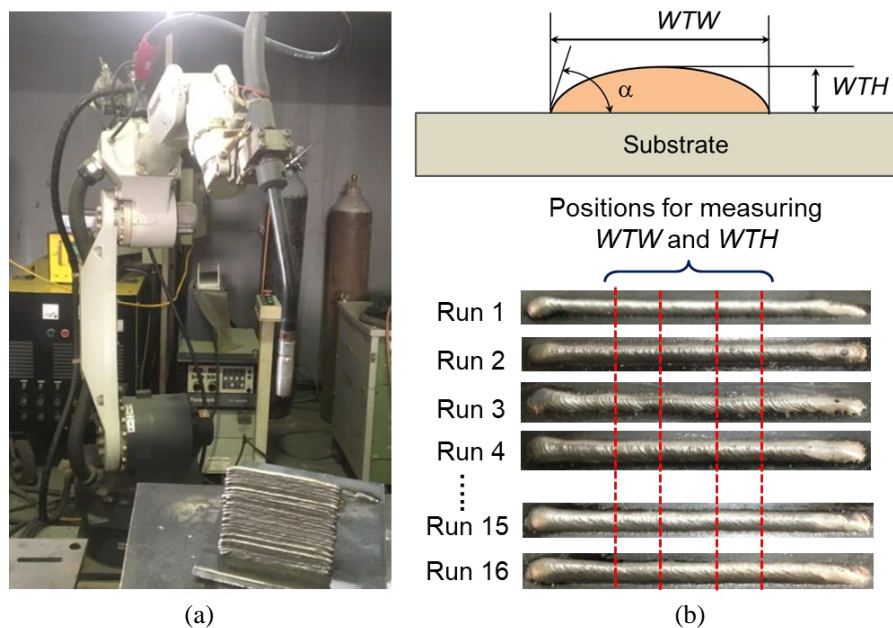 WTW
WTH
α
Substrate
Positions for measuring
WTW and WTH
Run 1
Run 2
Run 3
Run 4
Run 15
Run 16
(a)
(b)